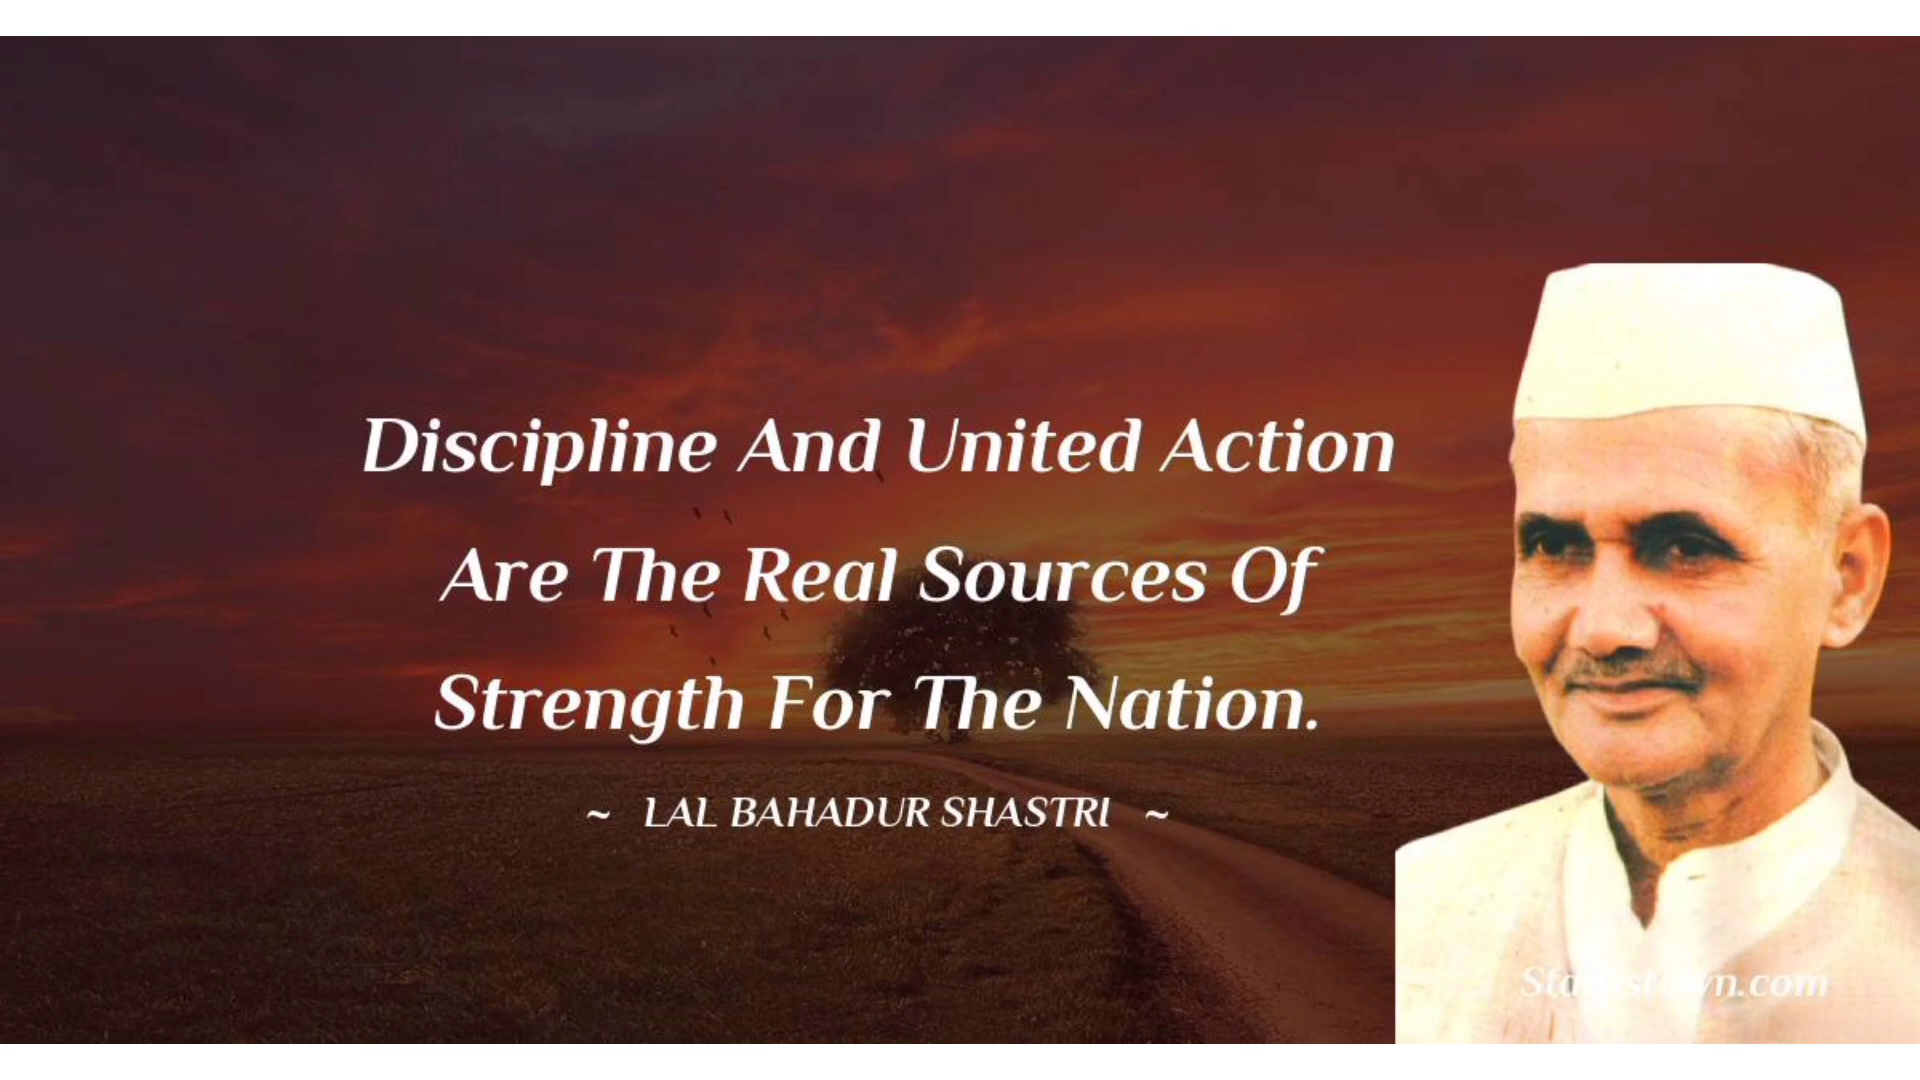 Discipline And United Action
Are The Real Sources Of
Strength For The Nation.
~ LAL BAHADUR SHASTRI ~